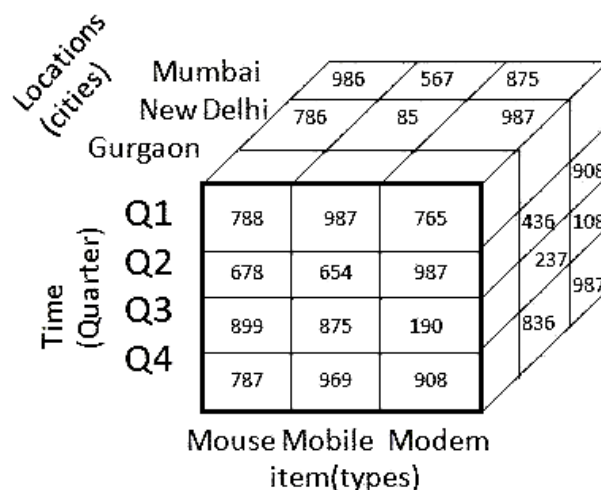 Locations
(cities)
Mumbai 986 567 875
New Delhi 786 85 987
Gurgaon
Q1 788 987 765 436 908
Q2 678 654 987 237 108
Q3 899 875 190 836 987
Q4 787 969 908
Time
(Quarter)
Mouse Mobile Modem
item(types)